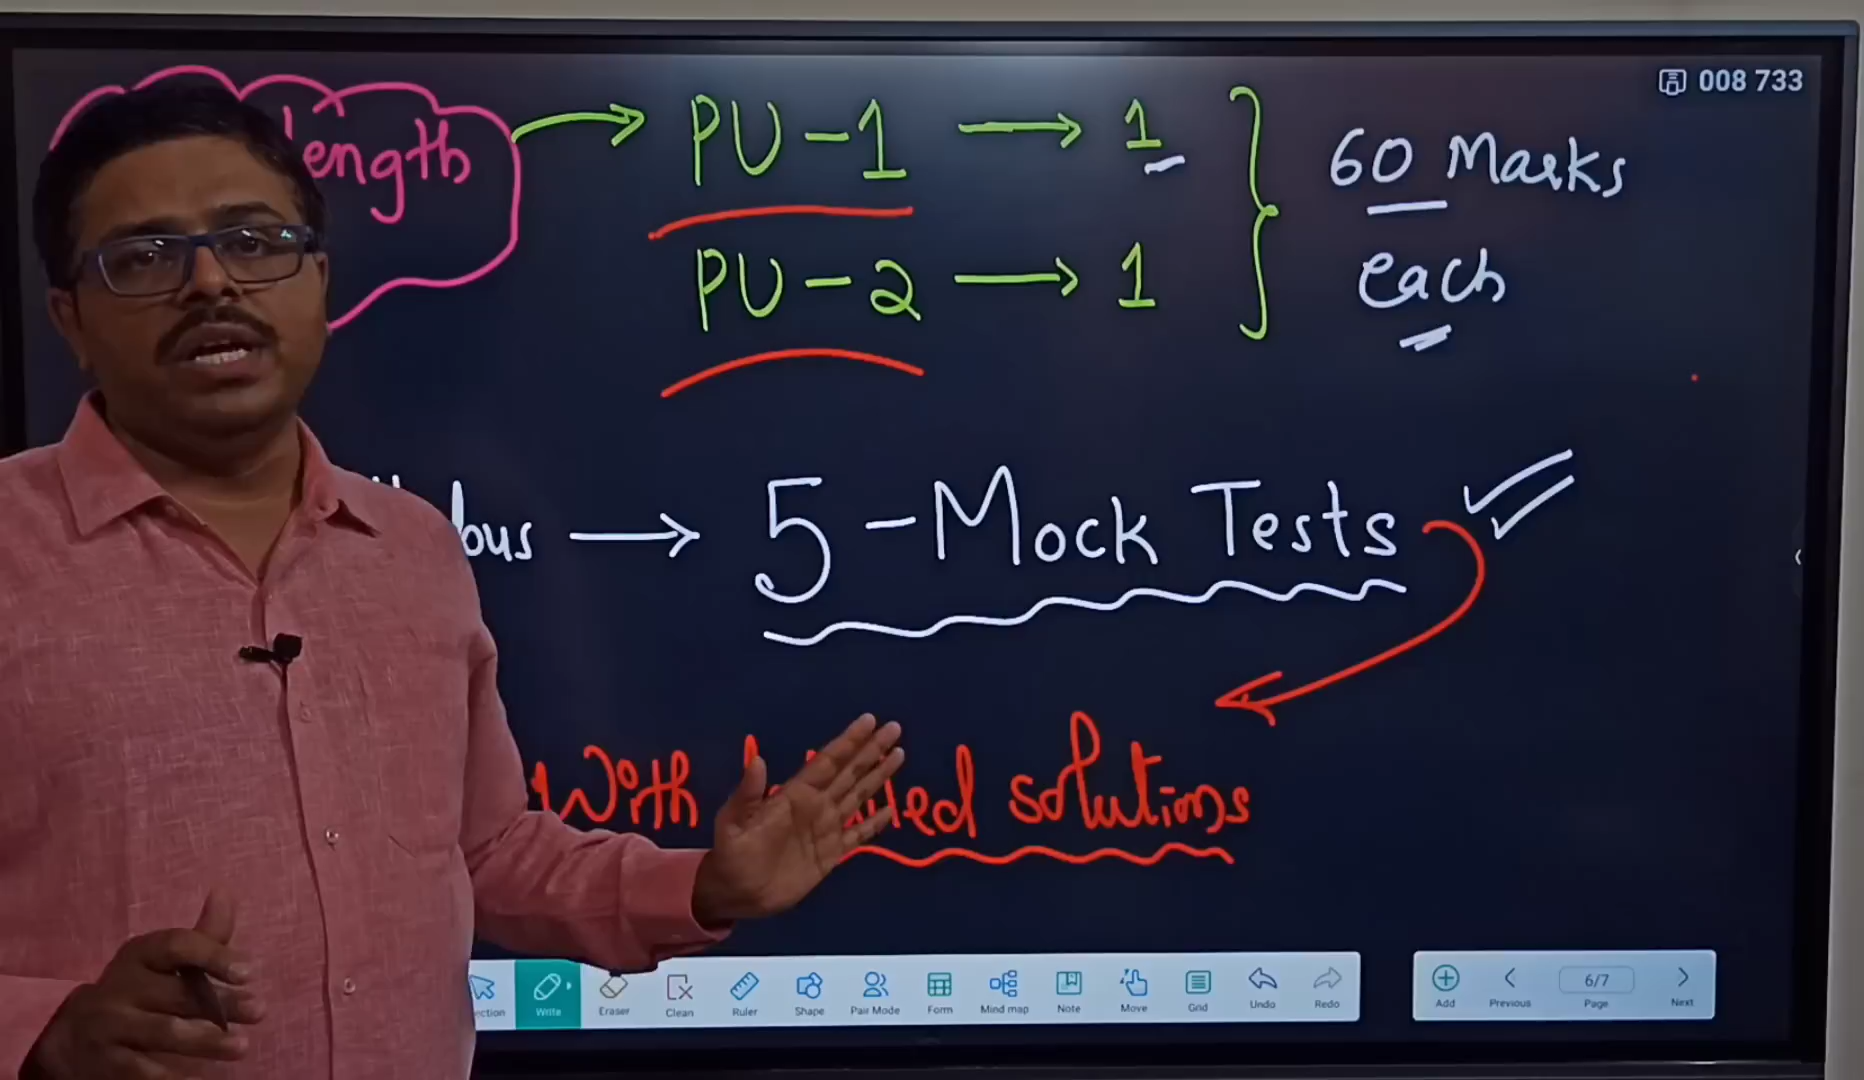 008 733
length → PU-1 → 1
PU-2 → 1
60 Marks
each
→ 5-Mock Tests
With solutions
Write
Eraser
Clean
Ruler
Shape
Pair Mode
Form
Mind map
Note
Move
Grid
Undo
Redo
Add
Previous
6/7
Page
Next